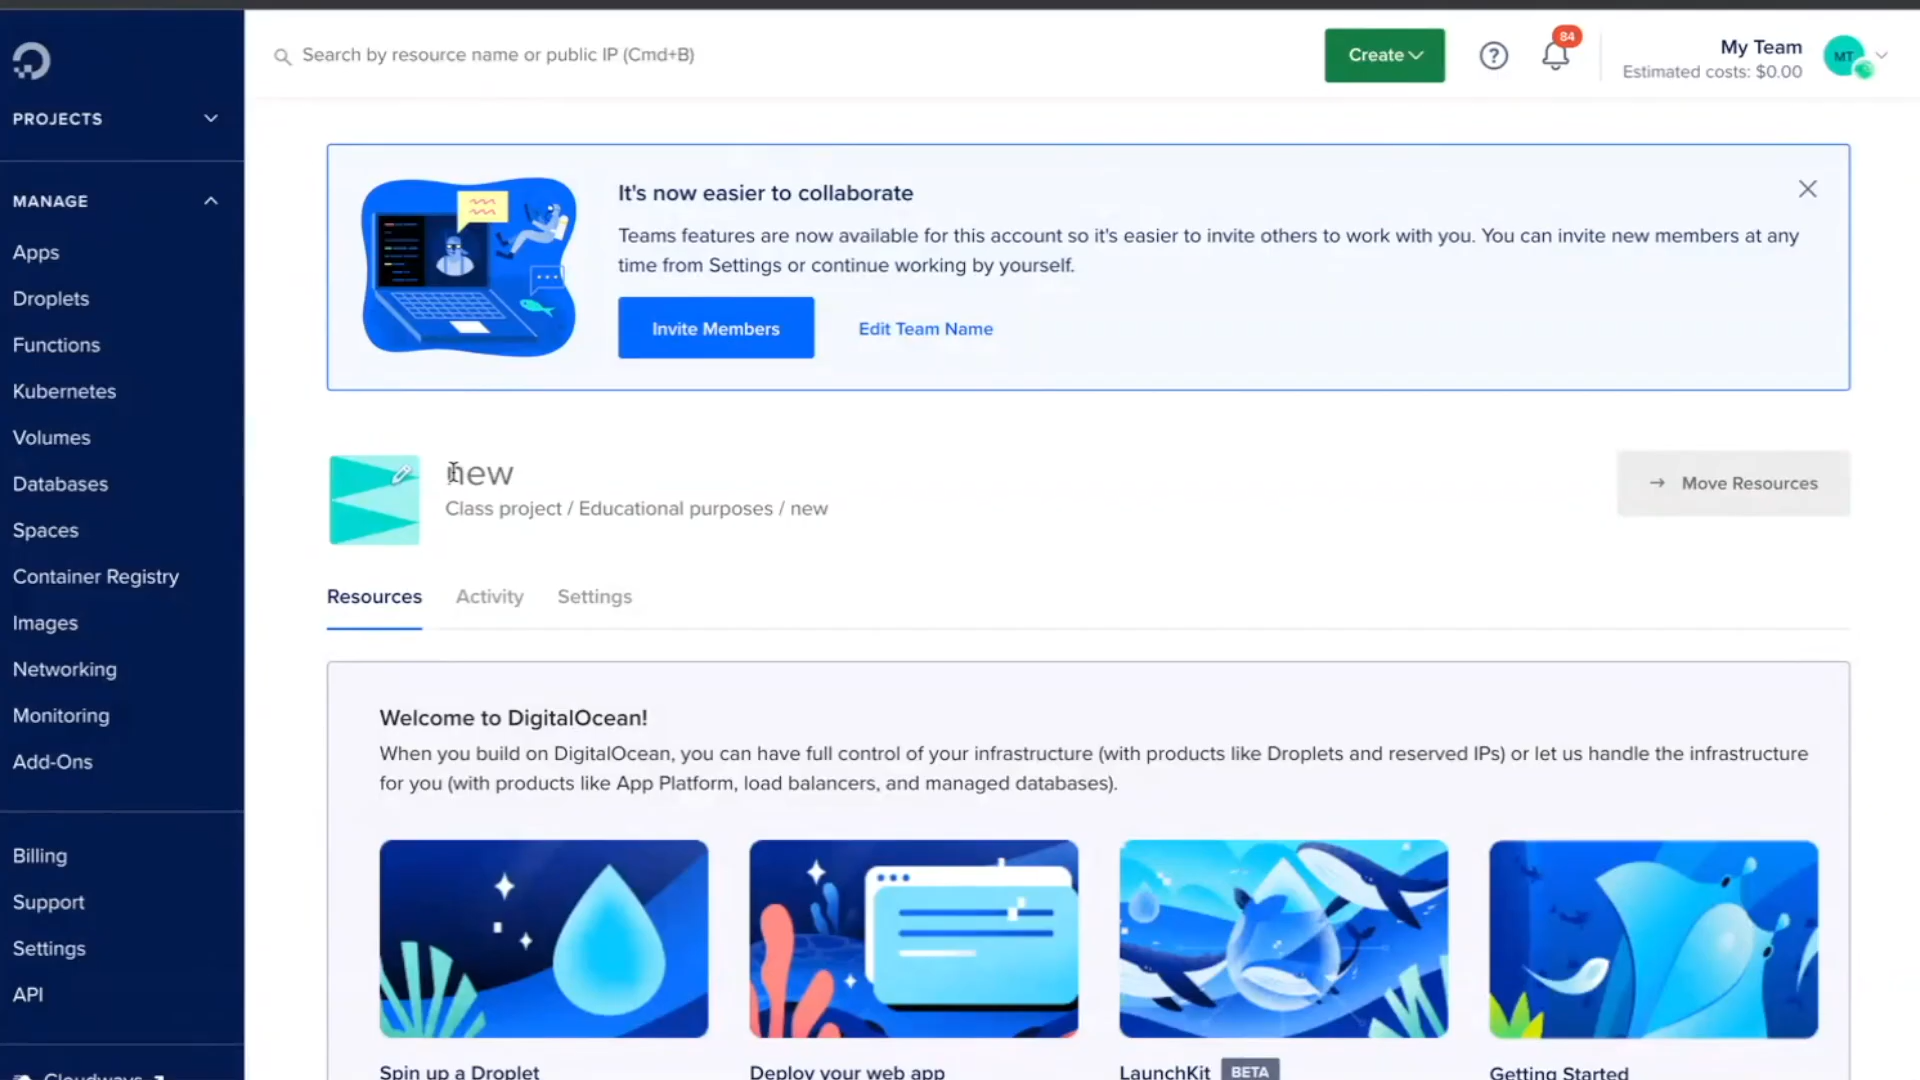 Search by resource name or public IP (Cmd+B)
Create
84
My Team
Estimated costs: $0.00
MT
PROJECTS
MANAGE
Apps
Droplets
Functions
Kubernetes
Volumes
Databases
Spaces
Container Registry
Images
Networking
Monitoring
Add-Ons
Billing
Support
Settings
API
Cloudways
It's now easier to collaborate
Teams features are now available for this account so it's easier to invite others to work with you. You can invite new members at any
time from Settings or continue working by yourself.
Invite Members
Edit Team Name
new
Class project / Educational purposes / new
Move Resources
Resources
Activity
Settings
Welcome to DigitalOcean!
When you build on DigitalOcean, you can have full control of your infrastructure (with products like Droplets and reserved IPs) or let us handle the infrastructure
for you (with products like App Platform, load balancers, and managed databases).
Spin up a Droplet
Deploy your web app
LaunchKit BETA
Getting Started